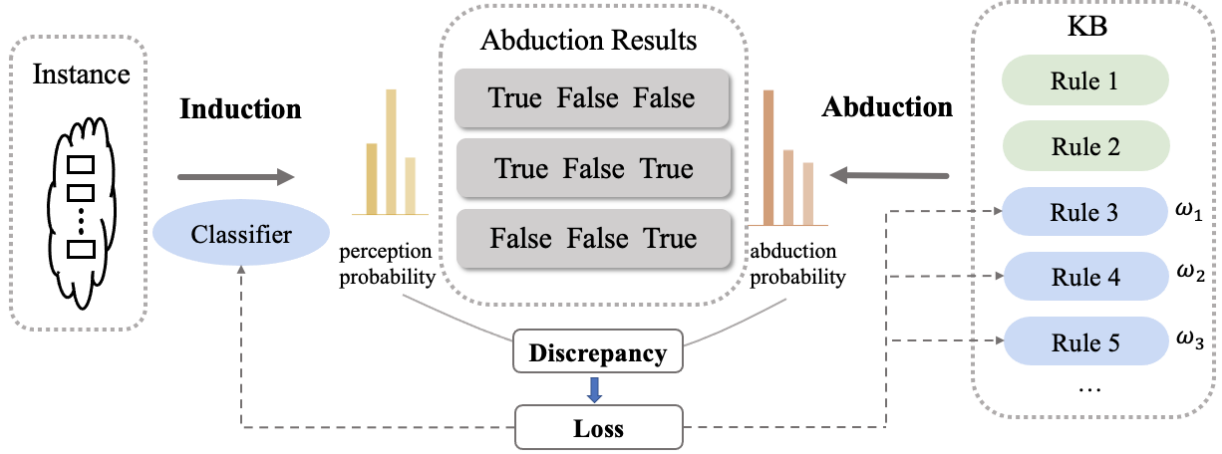 Instance
Induction
Classifier
perception
probability
Abduction Results
True False False
True False True
False False True
abduction
probability
Abduction
Discrepancy
Loss
KB
Rule 1
Rule 2
Rule 3 ω₁
Rule 4 ω₂
Rule 5 ω₃
...